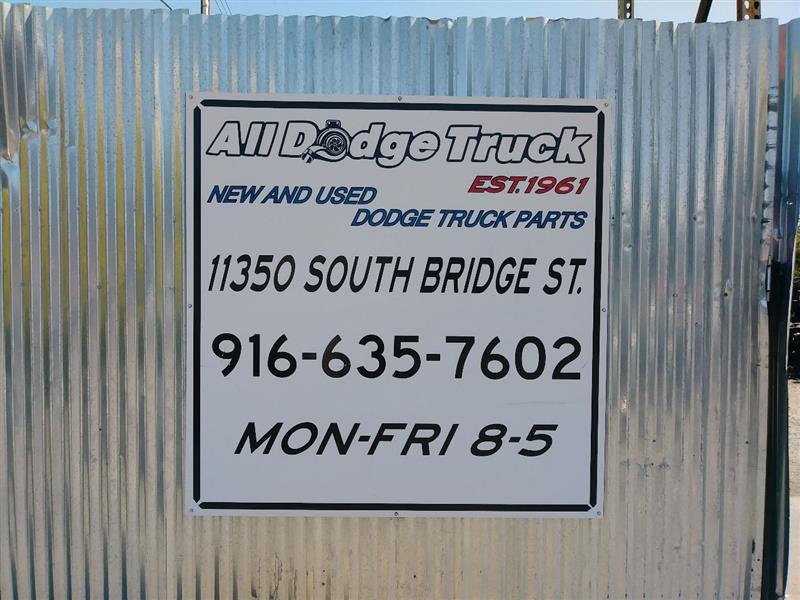 All Dodge Truck
EST.1961
NEW AND USED
DODGE TRUCK PARTS
11350 SOUTH BRIDGE ST.
916-635-7602
MON-FRI 8-5